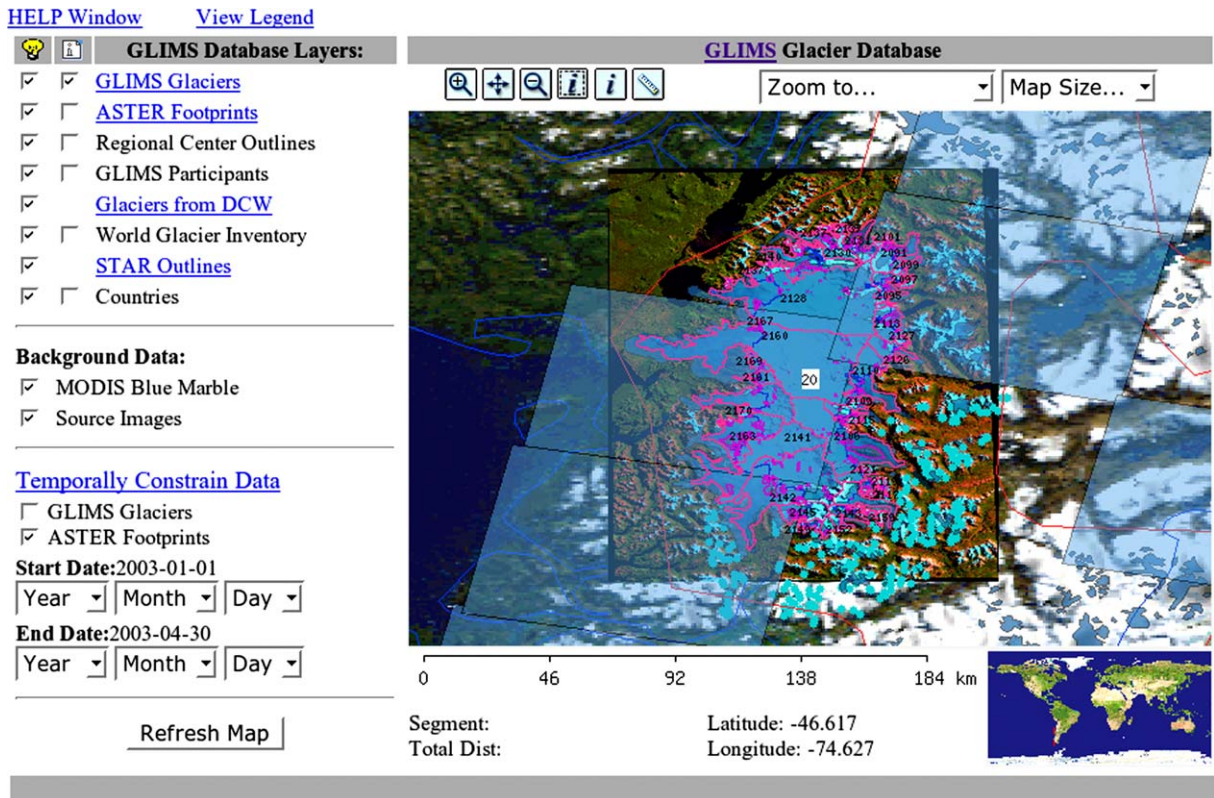 HELP Window View Legend
GLIMS Database Layers:
GLIMS Glaciers
ASTER Footprints
Regional Center Outlines
GLIMS Participants
Glaciers from DCW
World Glacier Inventory
STAR Outlines
Countries
Background Data:
MODIS Blue Marble
Source Images
Temporally Constrain Data
GLIMS Glaciers
ASTER Footprints
Start Date:2003-01-01
Year Month Day
End Date:2003-04-30
Year Month Day
Refresh Map
GLIMS Glacier Database
i i Zoom to... Map Size...
2101
2130 2091
2140 2099
2097
2128 2095
2167 2113
2160 2127
2169 2126
2181
20
2170
2163 2141
2142
0 46 92 138 184 km
Segment: Latitude: -46.617
Total Dist: Longitude: -74.627